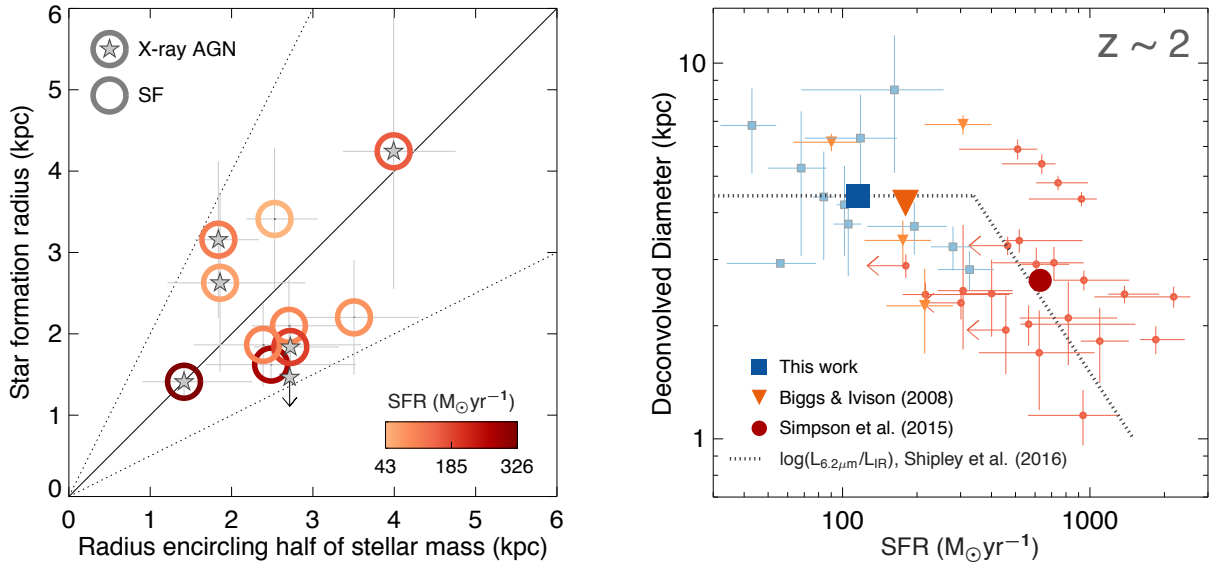 X-ray AGN
SF
Star formation radius (kpc)
6
5
4
3
2
1
0
SFR (M⊙yr⁻¹)
43 185 326
0 1 2 3 4 5 6
Radius encircling half of stellar mass (kpc)
z ~ 2
Deconvolved Diameter (kpc)
10
1
This work
Biggs & Ivison (2008)
Simpson et al. (2015)
log(L6.2μm/LIR), Shipley et al. (2016)
100 1000
SFR (M⊙yr⁻¹)